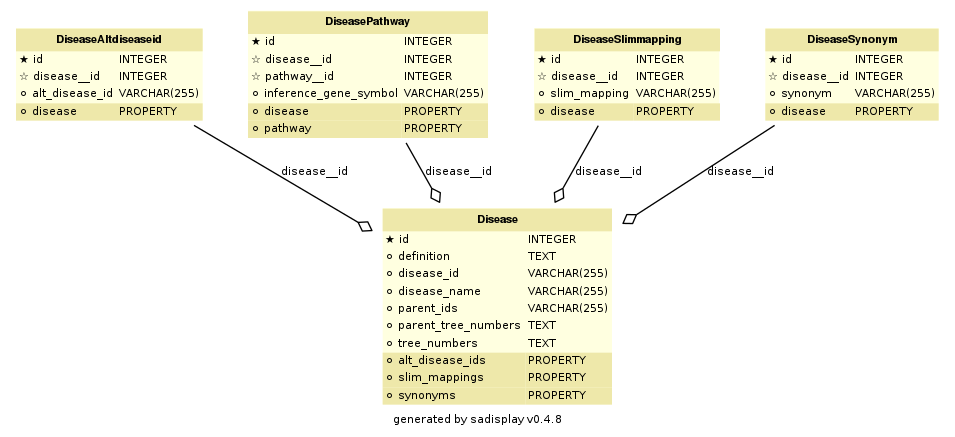 DiseaseAltdiseaseid
★ id INTEGER
☆ disease__id INTEGER
○ alt_disease_id VARCHAR(255)
○ disease PROPERTY
DiseasePathway
★ id INTEGER
☆ disease__id INTEGER
☆ pathway__id INTEGER
○ inference_gene_symbol VARCHAR(255)
○ disease PROPERTY
○ pathway PROPERTY
DiseaseSlimmapping
★ id INTEGER
☆ disease__id INTEGER
○ slim_mapping VARCHAR(255)
○ disease PROPERTY
DiseaseSynonym
★ id INTEGER
☆ disease__id INTEGER
○ synonym VARCHAR(255)
○ disease PROPERTY
disease__id
disease__id
disease__id
disease__id
Disease
★ id INTEGER
○ definition TEXT
○ disease_id VARCHAR(255)
○ disease_name VARCHAR(255)
○ parent_ids VARCHAR(255)
○ parent_tree_numbers TEXT
○ tree_numbers TEXT
○ alt_disease_ids PROPERTY
○ slim_mappings PROPERTY
○ synonyms PROPERTY
generated by sadisplay v0.4.8